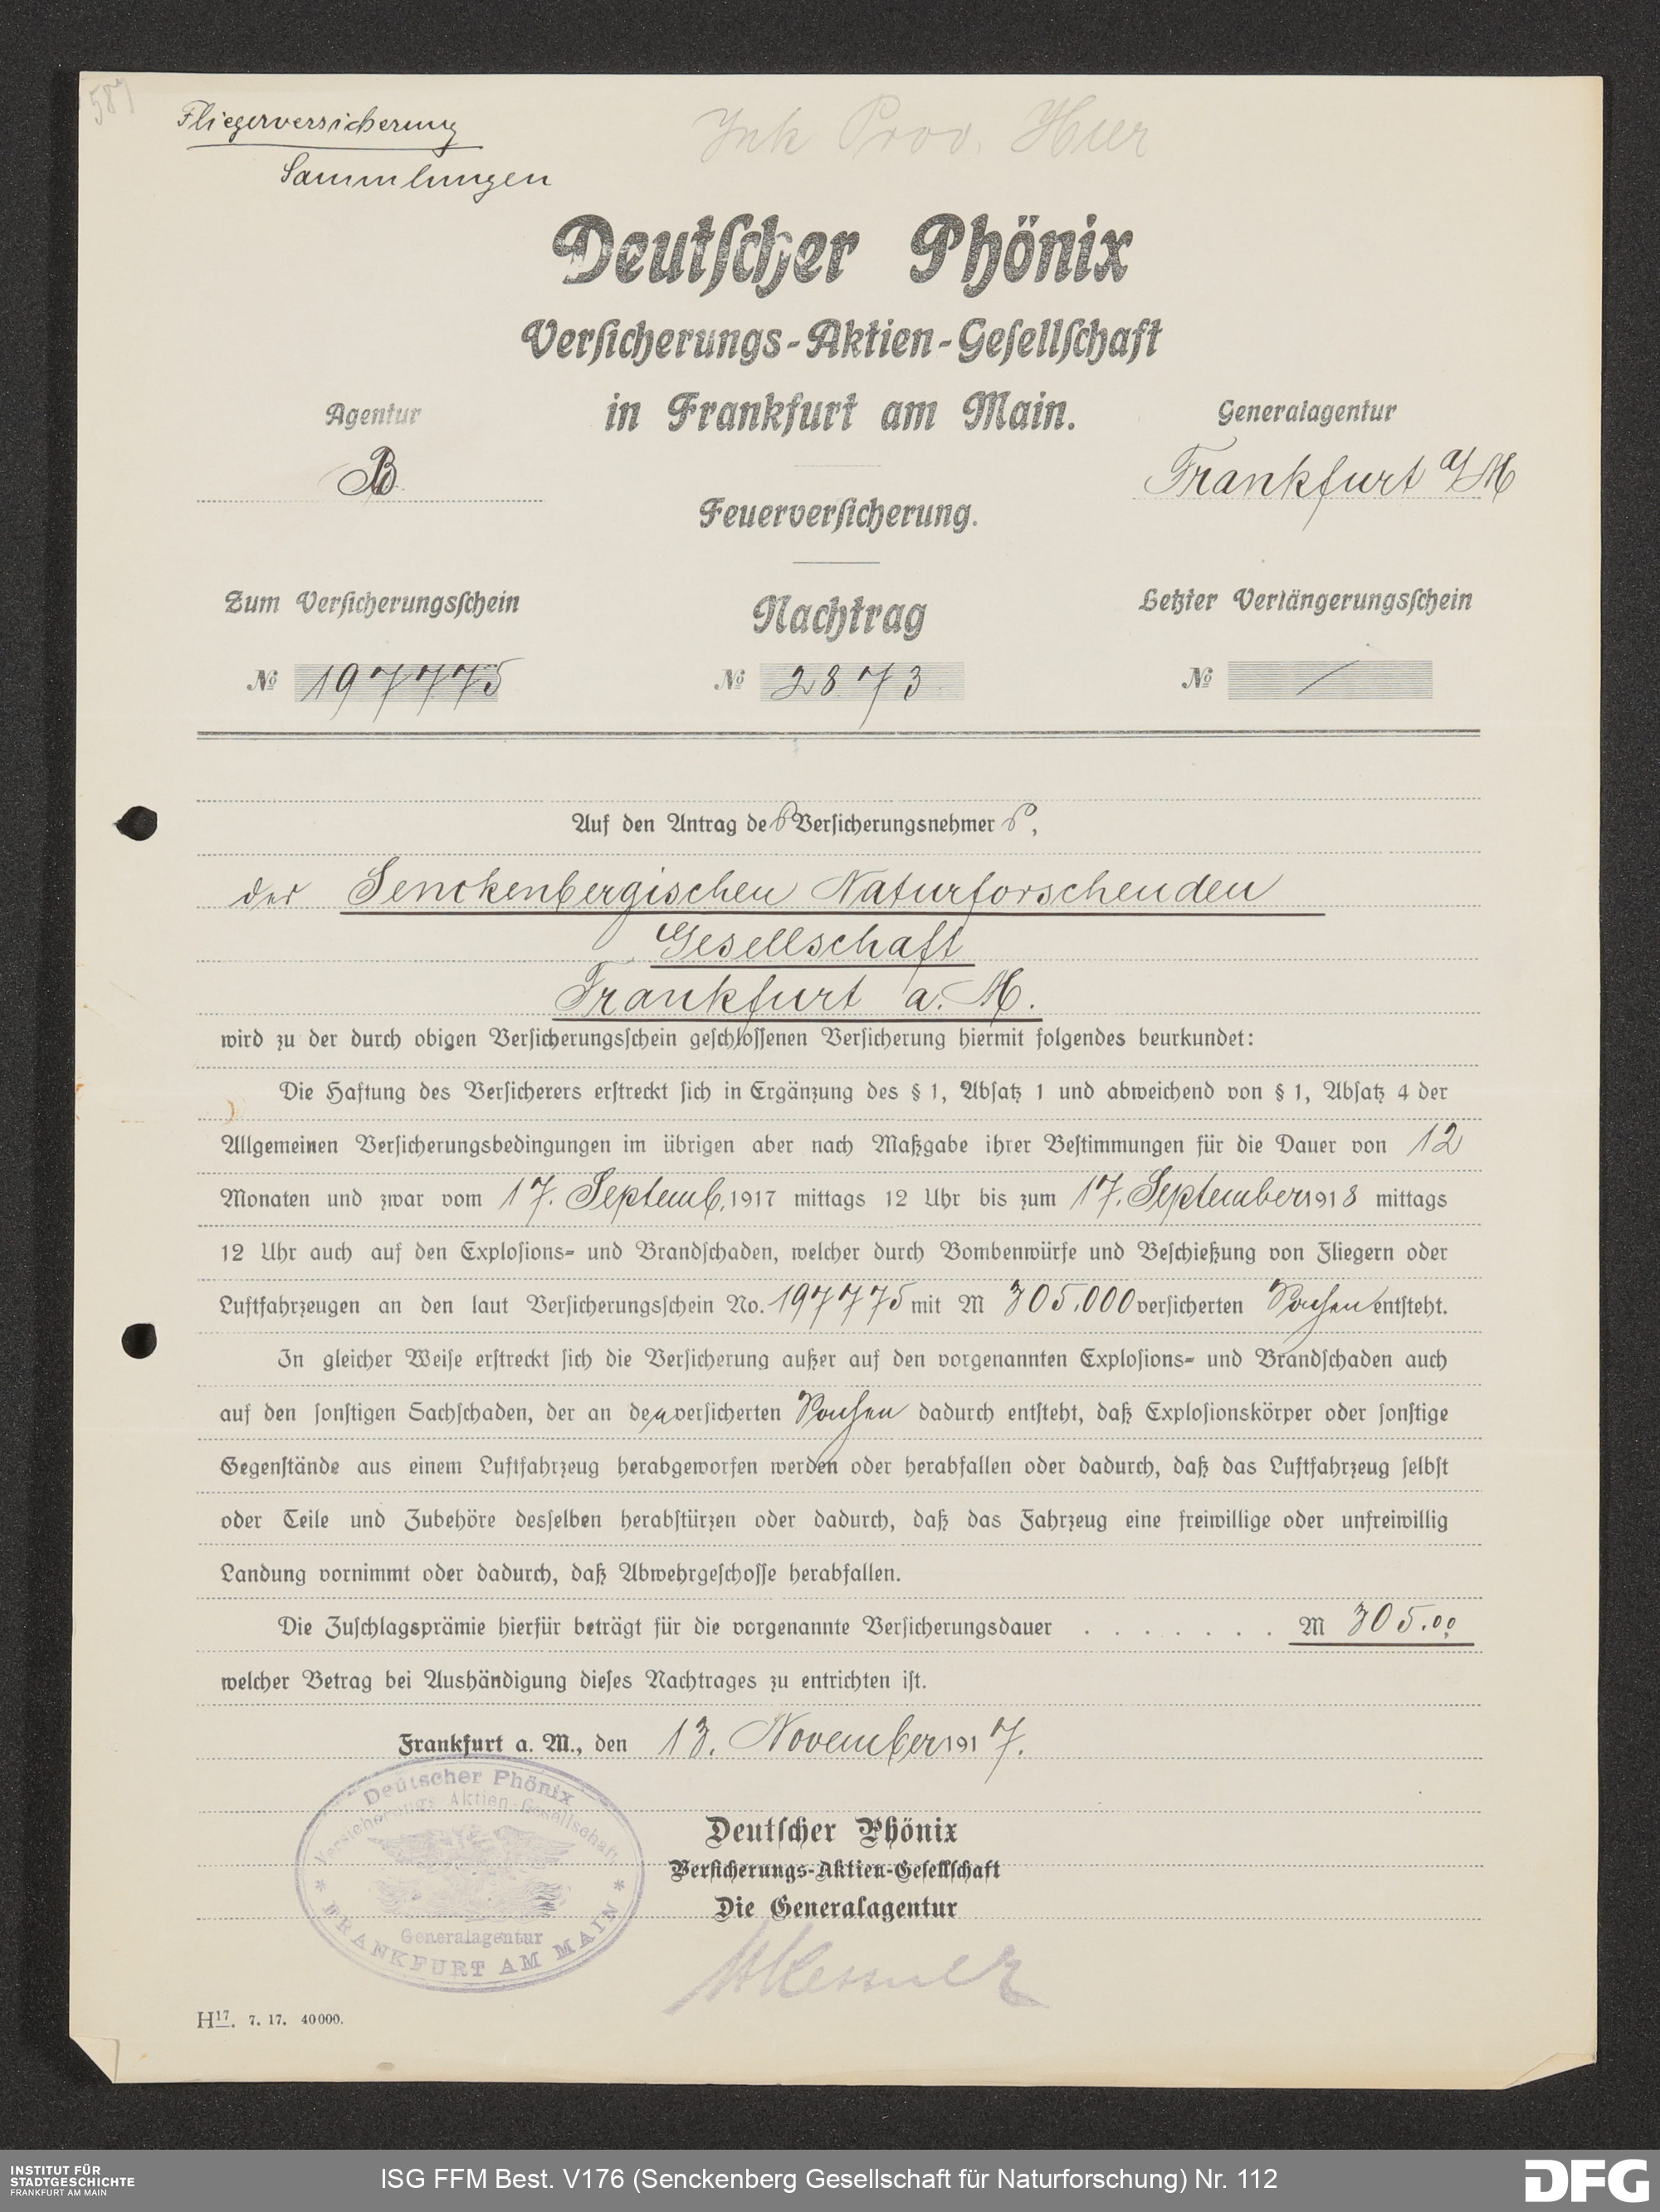 587
Fliegerversicherung
Sammlungen
Ink Prov. Hier
Deutscher Phönix
Versicherungs-Aktien-Gesellschaft
in Frankfurt am Main.
Agentur
B
Generalagentur
Frankfurt a/M
Feuerversicherung.
Zum Versicherungsschein
Nachtrag
Letzter Verlängerungsschein
№ 197775
№ 2873
№ /
Auf den Antrag des Versicherungsnehmers,
der Senckenbergischen Naturforschenden
Gesellschaft
Frankfurt a. M.
wird zu der durch obigen Versicherungsschein geschlossenen Versicherung hiermit folgendes beurkundet:
Die Haftung des Versicherers erstreckt sich in Ergänzung des § 1, Absatz 1 und abweichend von § 1, Absatz 4 der
Allgemeinen Versicherungsbedingungen im übrigen aber nach Maßgabe ihrer Bestimmungen für die Dauer von 12
Monaten und zwar vom 17. Septemb. 1917 mittags 12 Uhr bis zum 17. September 1918 mittags
12 Uhr auch auf den Explosions- und Brandschaden, welcher durch Bombenwürfe und Beschießung von Fliegern oder
Luftfahrzeugen an den laut Versicherungsschein No. 197775 mit M 305.000 versicherten Sachen entsteht.
In gleicher Weise erstreckt sich die Versicherung außer auf den vorgenannten Explosions- und Brandschaden auch
auf den sonstigen Sachschaden, der an den versicherten Sachen dadurch entsteht, daß Explosionskörper oder sonstige
Gegenstände aus einem Luftfahrzeug herabgeworfen werden oder herabfallen oder dadurch, daß das Luftfahrzeug selbst
oder Teile und Zubehöre desselben herabstürzen oder dadurch, daß das Fahrzeug eine freiwillige oder unfreiwillig
Landung vornimmt oder dadurch, daß Abwehrgeschosse herabfallen.
Die Zuschlagsprämie hierfür beträgt für die vorgenannte Versicherungsdauer . . . . . . . M 305.00
welcher Betrag bei Aushändigung dieses Nachtrages zu entrichten ist.
Frankfurt a. M., den 13. November 1917.
Deutscher Phönix
Versicherungs-Aktien-Gesellschaft
Generalagentur
* FRANKFURT AM MAIN *
Deutscher Phönix
Versicherungs-Aktien-Gesellschaft
Die Generalagentur
H17. 7. 17. 40000.
INSTITUT FÜR
STADTGESCHICHTE
FRANKFURT AM MAIN
ISG FFM Best. V176 (Senckenberg Gesellschaft für Naturforschung) Nr. 112
DFG